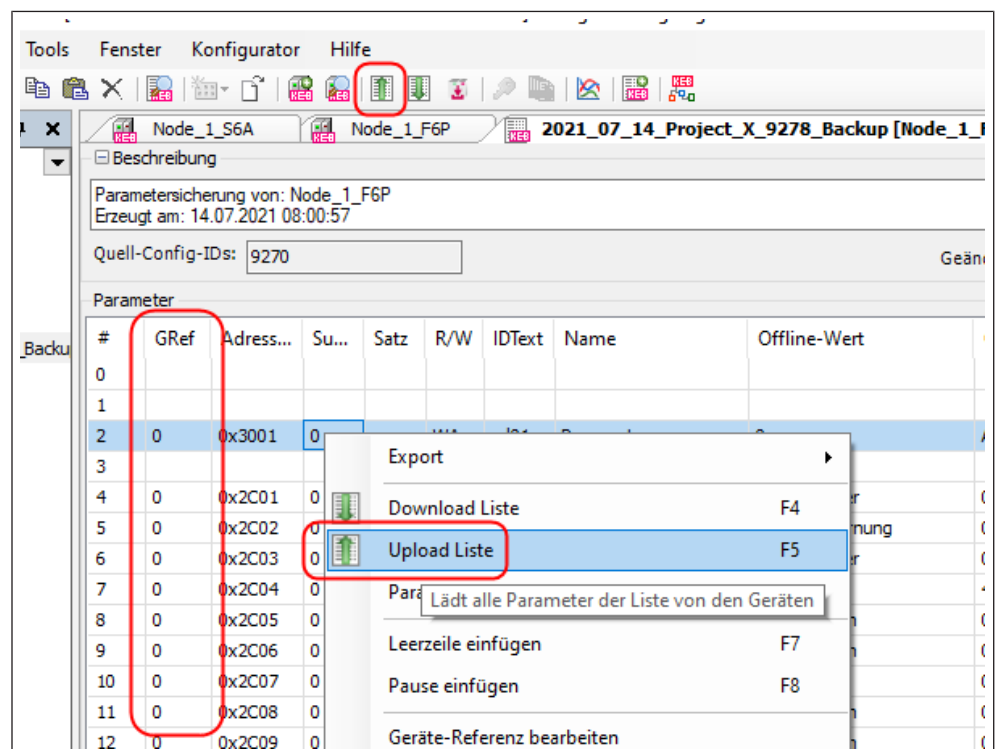 Tools Fenster Konfigurator Hilfe
Node_1_S6A Node_1_F6P 2021_07_14_Project_X_9278_Backup [Node_1_F
Beschreibung
Parametersicherung von: Node_1_F6P
Erzeugt am: 14.07.2021 08:00:57
Quell-Config-IDs: 9270 Geän
Parameter
_Backu
# GRef Adress... Su... Satz R/W IDText Name Offline-Wert
0
1
2 0 0x3001 0
3
4 0 0x2C01 0
5 0 0x2C02 0 rnung
6 0 0x2C03 0
7 0 0x2C04 0
8 0 0x2C05 0
9 0 0x2C06 0
10 0 0x2C07 0
11 0 0x2C08 0
12 0 0x2C09 0
Export
Download Liste F4
Upload Liste F5
Para
Lädt alle Parameter der Liste von den Geräten
Leerzeile einfügen F7
Pause einfügen F8
Geräte-Referenz bearbeiten